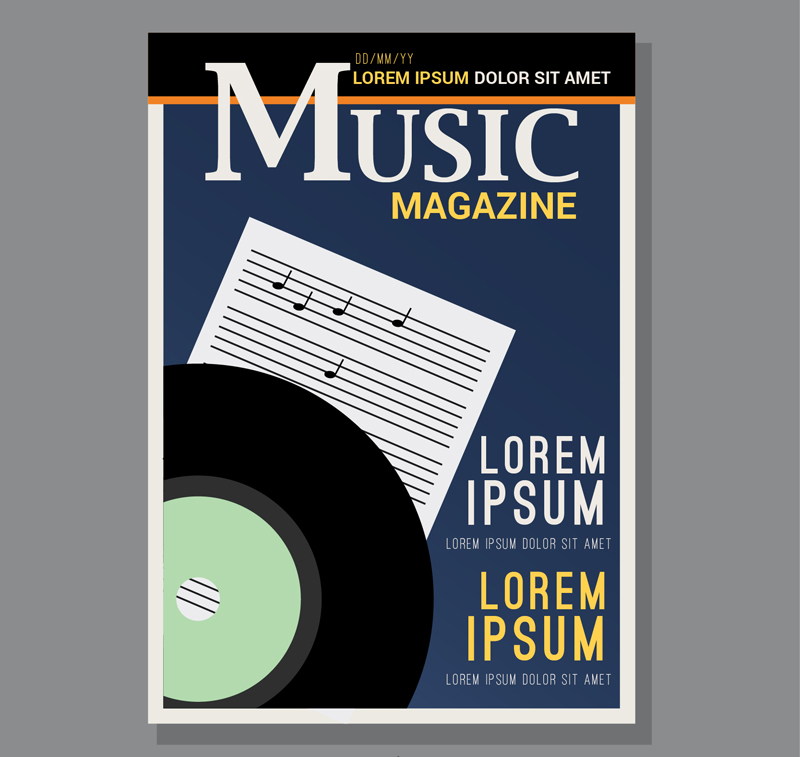 DD/MM/YY
LOREM IPSUM DOLOR SIT AMET
MUSIC
MAGAZINE
LOREM
IPSUM
LOREM IPSUM DOLOR SIT AMET
LOREM
IPSUM
LOREM IPSUM DOLOR SIT AMET